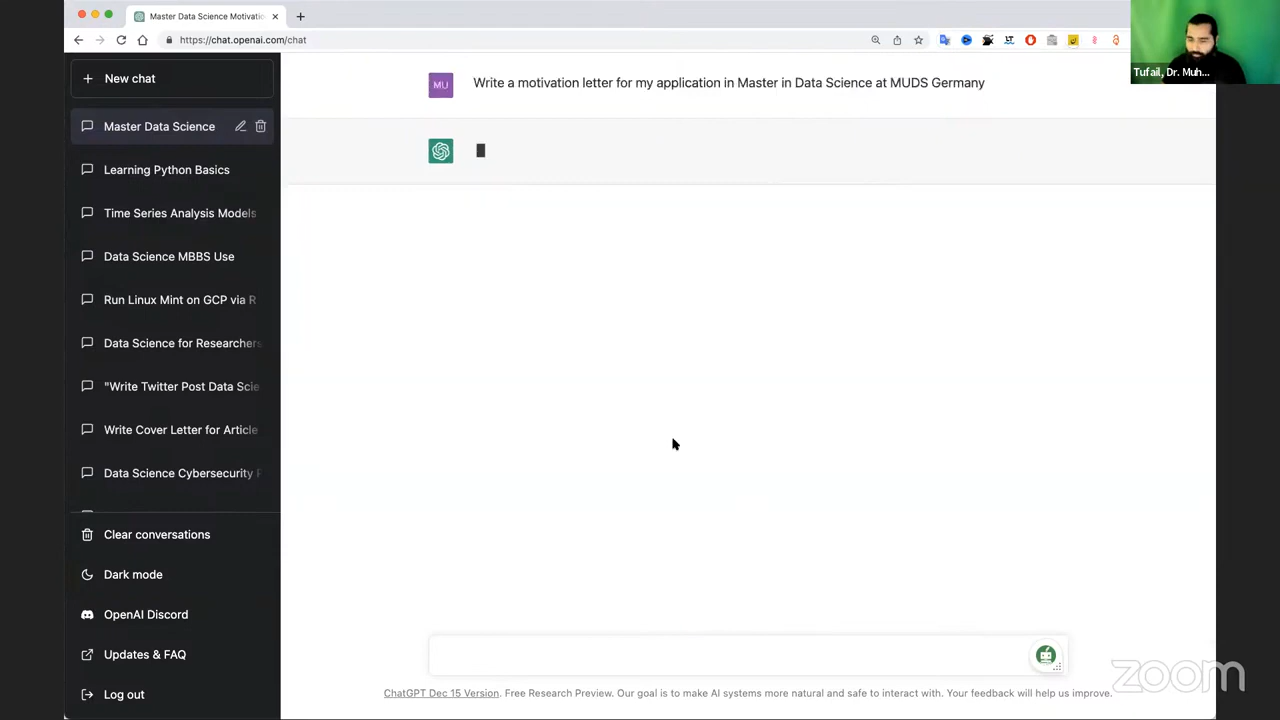 Master Data Science Motivatio
https://chat.openai.com/chat
Tufail, Dr. Muh...
New chat
MU
Write a motivation letter for my application in Master in Data Science at MUDS Germany
Master Data Science
Learning Python Basics
Time Series Analysis Models
Data Science MBBS Use
Run Linux Mint on GCP via R
Data Science for Researchers
"Write Twitter Post Data Scie
Write Cover Letter for Article
Data Science Cybersecurity P
Clear conversations
Dark mode
OpenAI Discord
Updates & FAQ
Log out
ChatGPT Dec 15 Version. Free Research Preview. Our goal is to make AI systems more natural and safe to interact with. Your feedback will help us improve.
zoom